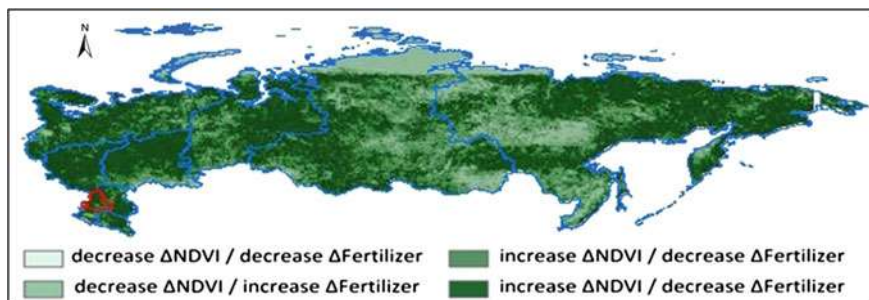 N
decrease ΔNDVI / decrease ΔFertilizer
increase ΔNDVI / decrease ΔFertilizer
decrease ΔNDVI / increase ΔFertilizer
increase ΔNDVI / decrease ΔFertilizer